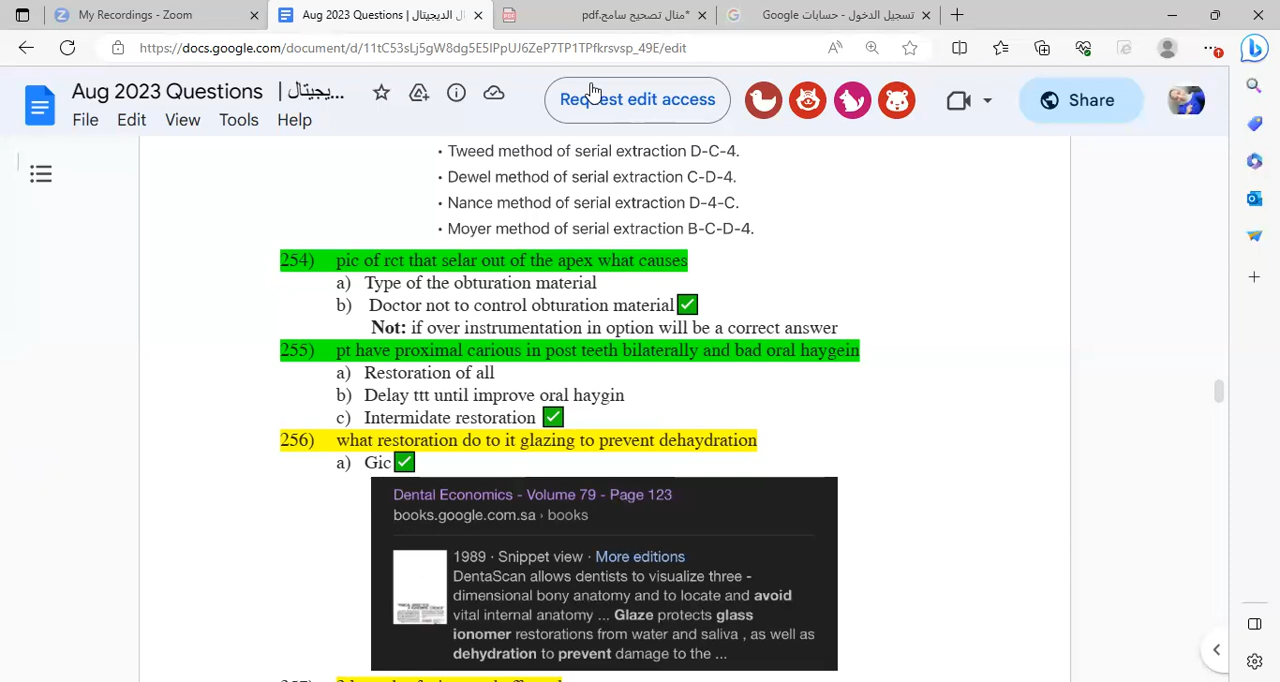 My Recordings - Zoom
Aug 2023 Questions | الديجيتال ال
منال تصحيح سامح.pdf*
تسجيل الدخول - حسابات Google
https://docs.google.com/document/d/11tC53sLj5gW8dg5E5IPpUJ6ZeP7TP1TPfkrsvsp_49E/edit
Aug 2023 Questions | يجيتال...
Request edit access
Share
File Edit View Tools Help
• Tweed method of serial extraction D-C-4.
• Dewel method of serial extraction C-D-4.
• Nance method of serial extraction D-4-C.
• Moyer method of serial extraction B-C-D-4.
254) pic of rct that selar out of the apex what causes
a) Type of the obturation material
b) Doctor not to control obturation material
Not: if over instrumentation in option will be a correct answer
255) pt have proximal carious in post teeth bilaterally and bad oral haygein
a) Restoration of all
b) Delay ttt until improve oral haygin
c) Intermidate restoration
256) what restoration do to it glazing to prevent dehaydration
a) Gic
Dental Economics - Volume 79 - Page 123
books.google.com.sa › books
1989 · Snippet view · More editions
DentaScan allows dentists to visualize three -
dimensional bony anatomy and to locate and avoid
vital internal anatomy ... Glaze protects glass
ionomer restorations from water and saliva , as well as
dehydration to prevent damage to the ...